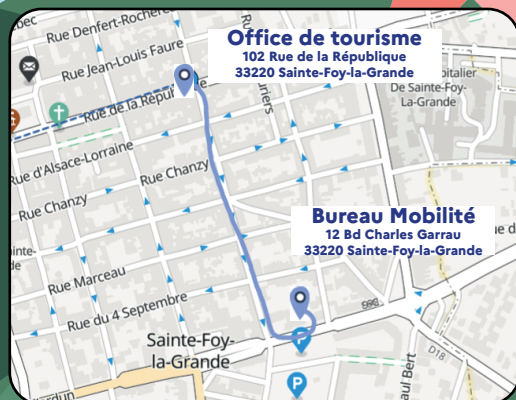 Rue Denfert-Rochere
Rue Jean-Louis Faure
Office de tourisme
102 Rue de la République
33220 Sainte-Foy-la-Grande
De Sainte-Foy-
La-Grande
Rue de la Répu
Rue d'Alsace-Lorraine
Rue Chanzy
Rue Chanzy
Bureau Mobilité
12 Bd Charles Garrau
33220 Sainte-Foy-la-Grande
Rue Marceau
Rue du 4 Septembre
Sainte-Foy-
la-Grande
D18
aul Bert
P
P